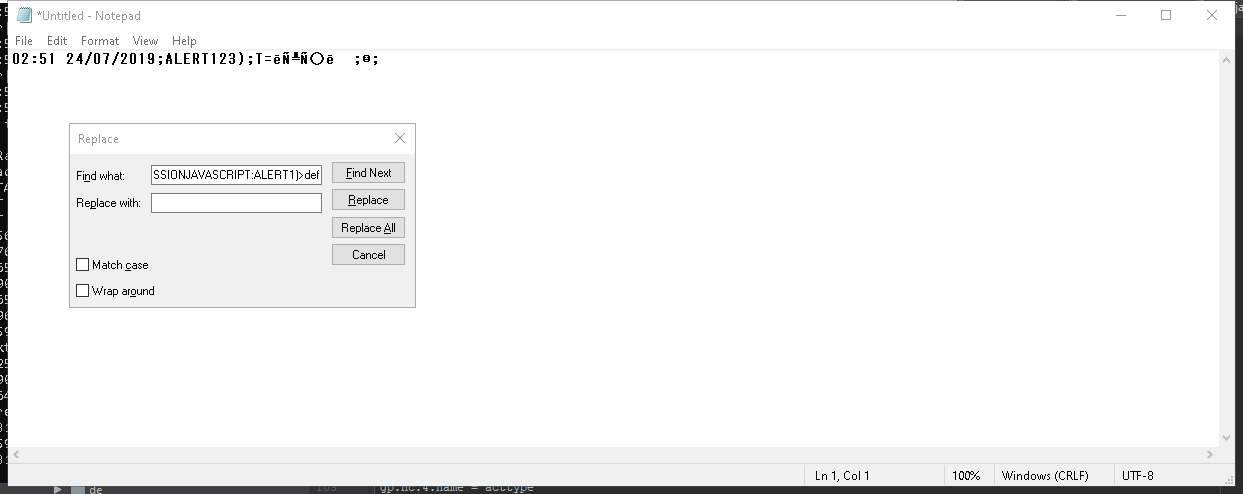 *Untitled - Notepad
File Edit Format View Help
02:51 24/07/2019;ALERT123);T=
Replace
Find what: SSIONJAVASCRIPT:ALERT1)>def Find Next
Replace with: Replace
Replace All
Cancel
Match case
Wrap around
Ln 1, Col 1 100% Windows (CRLF) UTF-8
de gp.nc.4.name = acttype